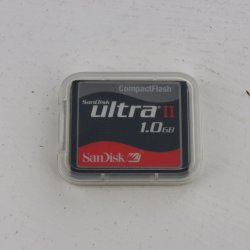 CompactFlash
SanDisk
ultra II
1.0GB
SanDisk